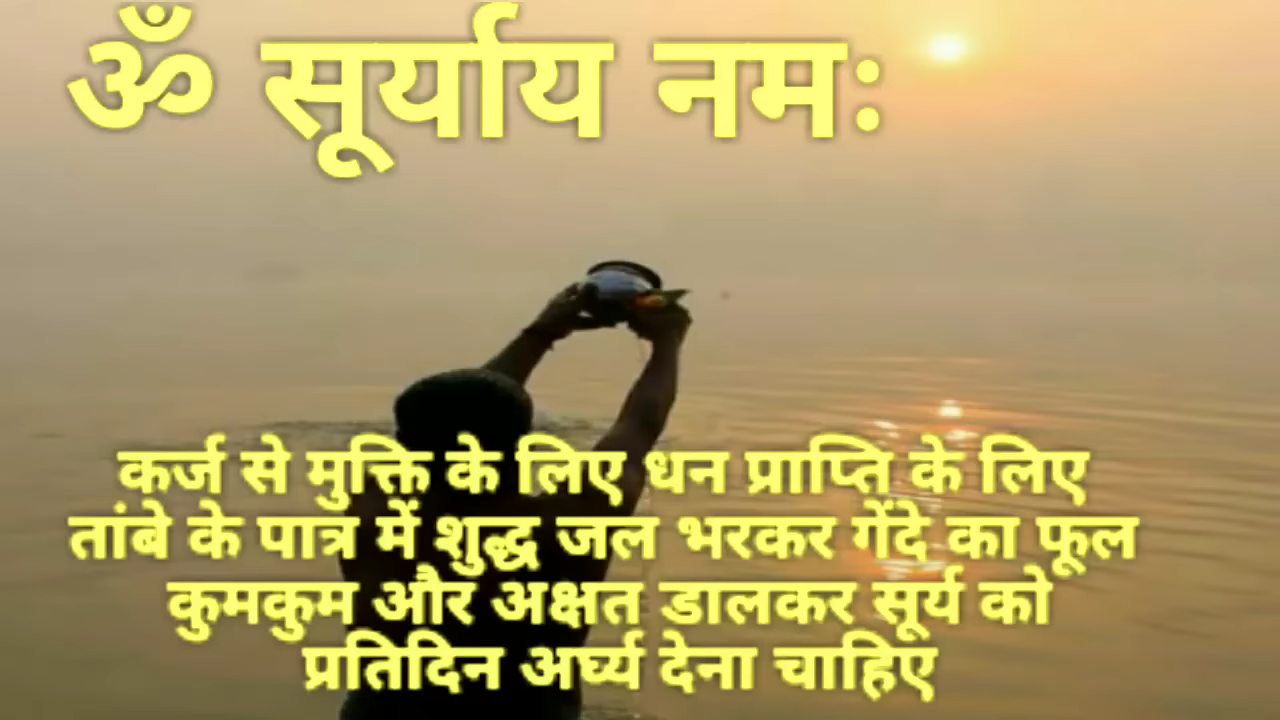 ॐ सूर्याय नमः
कर्ज से मुक्ति के लिए धन प्राप्ति के लिए
तांबे के पात्र में शुद्ध जल भरकर गेंदे का फूल
कुमकुम और अक्षत डालकर सूर्य को
प्रतिदिन अर्घ्य देना चाहिए